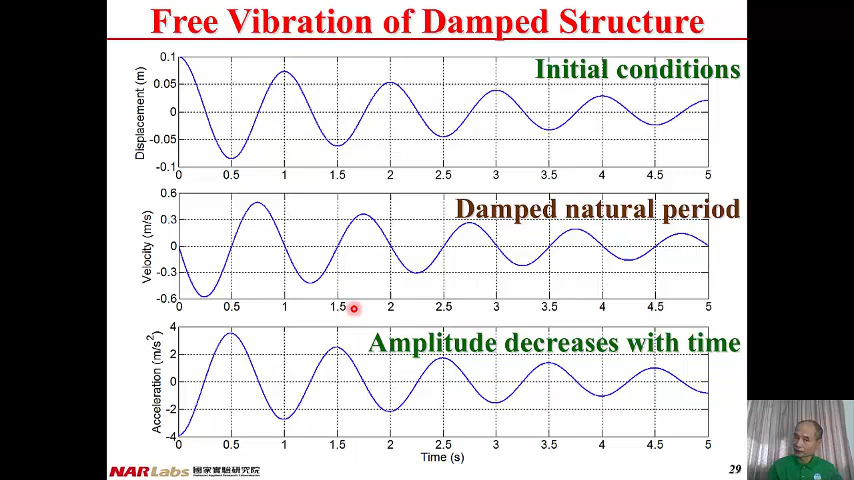 Free Vibration of Damped Structure
Initial conditions
Displacement (m)
0.1
0.05
0
-0.05
-0.1
0 0.5 1 1.5 2 2.5 3 3.5 4 4.5 5
Damped natural period
Velocity (m/s)
0.6
0.3
0
-0.3
-0.6
0 0.5 1 1.5 2 2.5 3 3.5 4 4.5 5
Amplitude decreases with time
Acceleration (m/s²)
4
2
0
-2
-4
0 0.5 1 1.5 2 2.5 3 3.5 4 4.5 5
Time (s)
NARLabs 國家實驗研究院
29